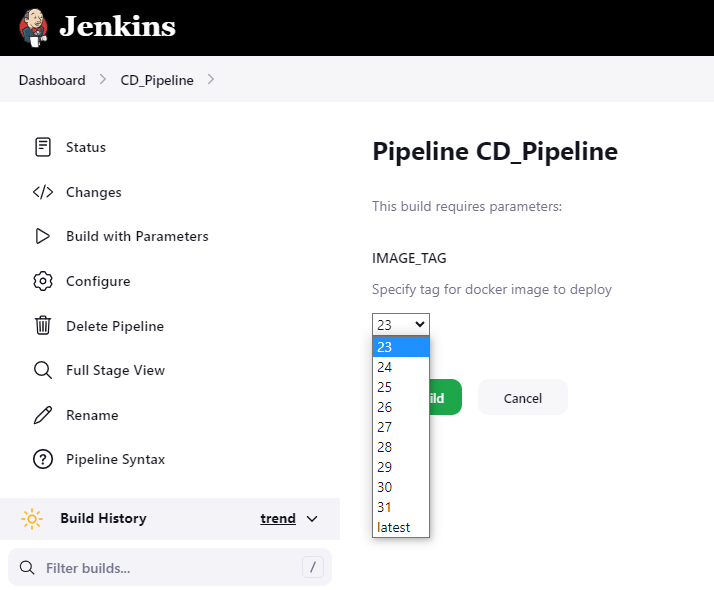 Jenkins
Dashboard > CD_Pipeline >
Status
Changes
Build with Parameters
Configure
Delete Pipeline
Full Stage View
Rename
Pipeline Syntax
Build History trend
Filter builds... /
Pipeline CD_Pipeline
This build requires parameters:
IMAGE_TAG
Specify tag for docker image to deploy
23
23
24
25
26
27
28
29
30
31
latest
Cancel